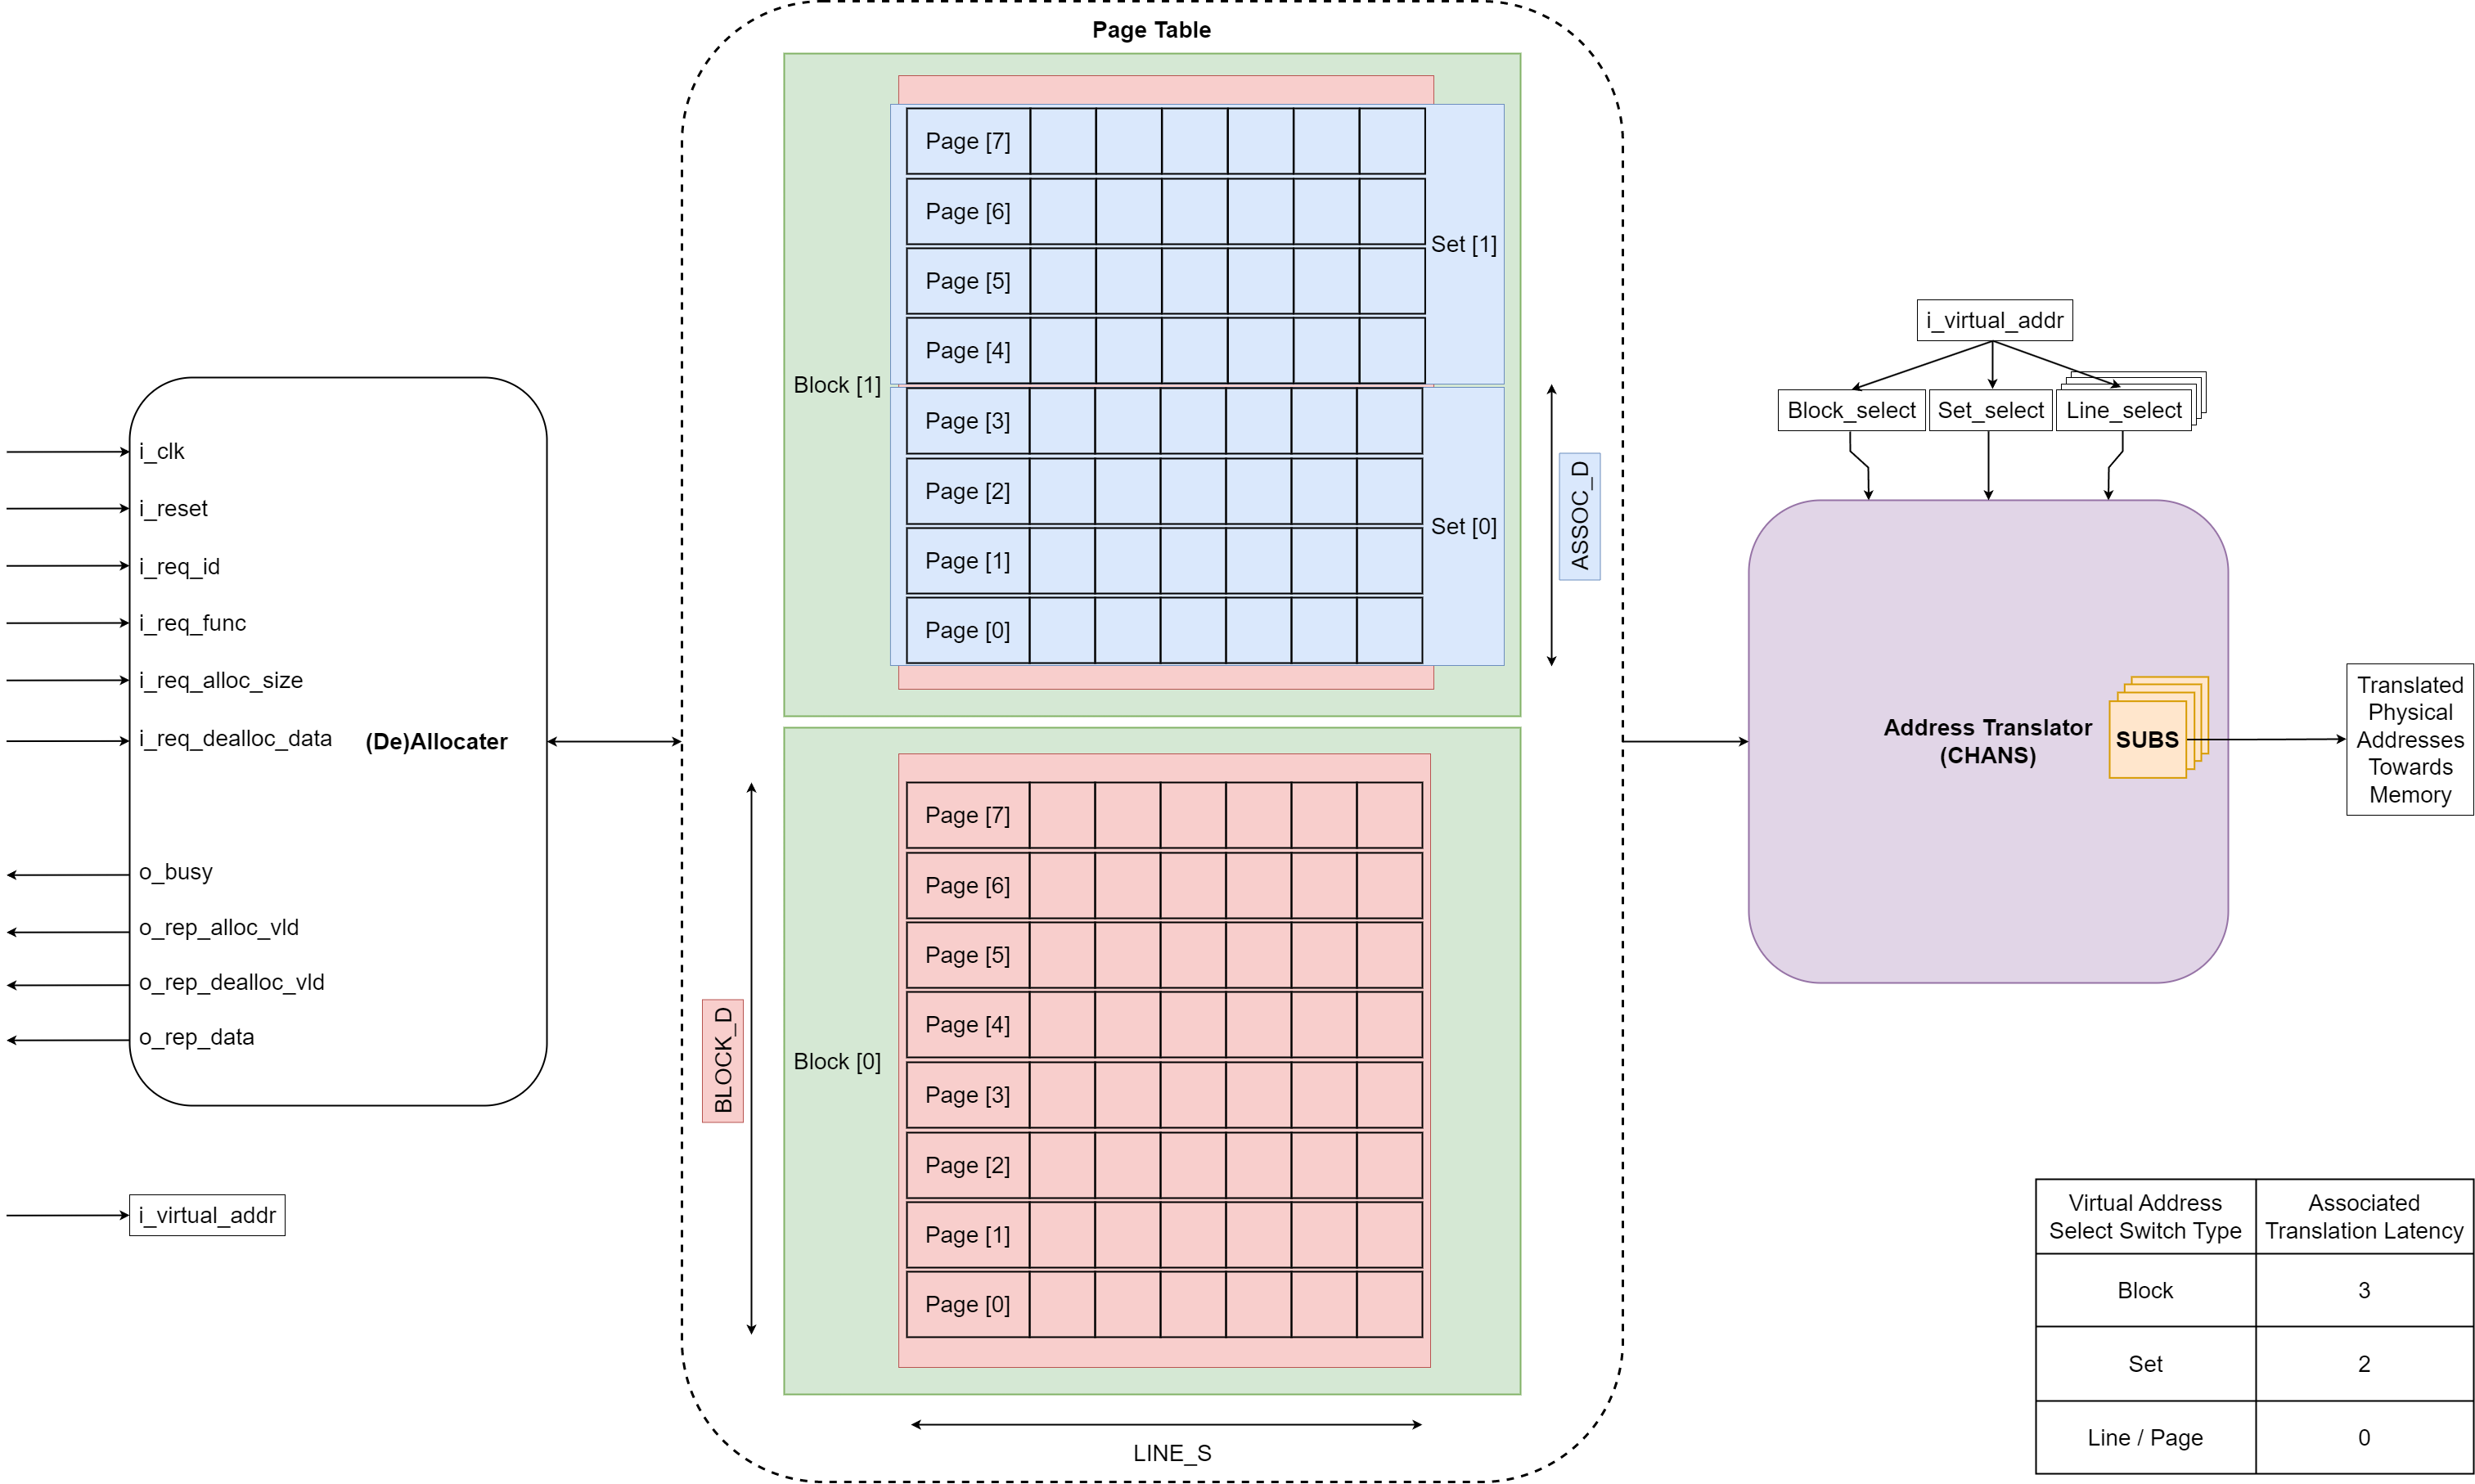 Page Table
Block [1]
Page [7]
Page [6]
Page [5]
Page [4]
Set [1]
Page [3]
Page [2]
Page [1]
Page [0]
Set [0]
ASSOC_D
Block [0]
BLOCK_D
Page [7]
Page [6]
Page [5]
Page [4]
Page [3]
Page [2]
Page [1]
Page [0]
LINE_S
i_clk
i_reset
i_req_id
i_req_func
i_req_alloc_size
i_req_dealloc_data
(De)Allocater
o_busy
o_rep_alloc_vld
o_rep_dealloc_vld
o_rep_data
i_virtual_addr
i_virtual_addr
Block_select
Set_select
Line_select
Address Translator
(CHANS)
SUBS
Translated
Physical
Addresses
Towards
Memory
Virtual Address
Select Switch Type
Associated
Translation Latency
Block
3
Set
2
Line / Page
0